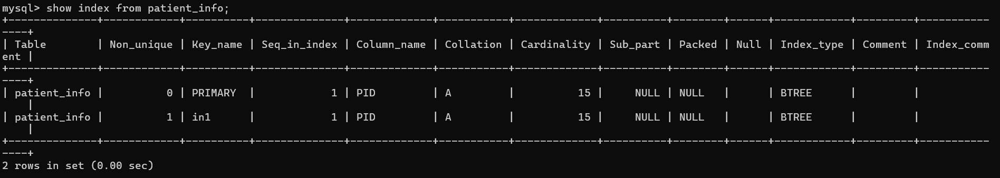 mysql> show index from patient_info;
+--------------+------------+----------+--------------+-------------+-----------+-------------+----------+--------+------+------------+---------+-----------
----+
| Table        | Non_unique | Key_name | Seq_in_index | Column_name | Collation | Cardinality | Sub_part | Packed | Null | Index_type | Comment | Index_comm
ent |
+--------------+------------+----------+--------------+-------------+-----------+-------------+----------+--------+------+------------+---------+-----------
----+
| patient_info |          0 | PRIMARY  |            1 | PID         | A         |          15 |     NULL | NULL   |      | BTREE      |         |
    |
| patient_info |          1 | in1      |            1 | PID         | A         |          15 |     NULL | NULL   |      | BTREE      |         |
    |
+--------------+------------+----------+--------------+-------------+-----------+-------------+----------+--------+------+------------+---------+-----------
----+
2 rows in set (0.00 sec)